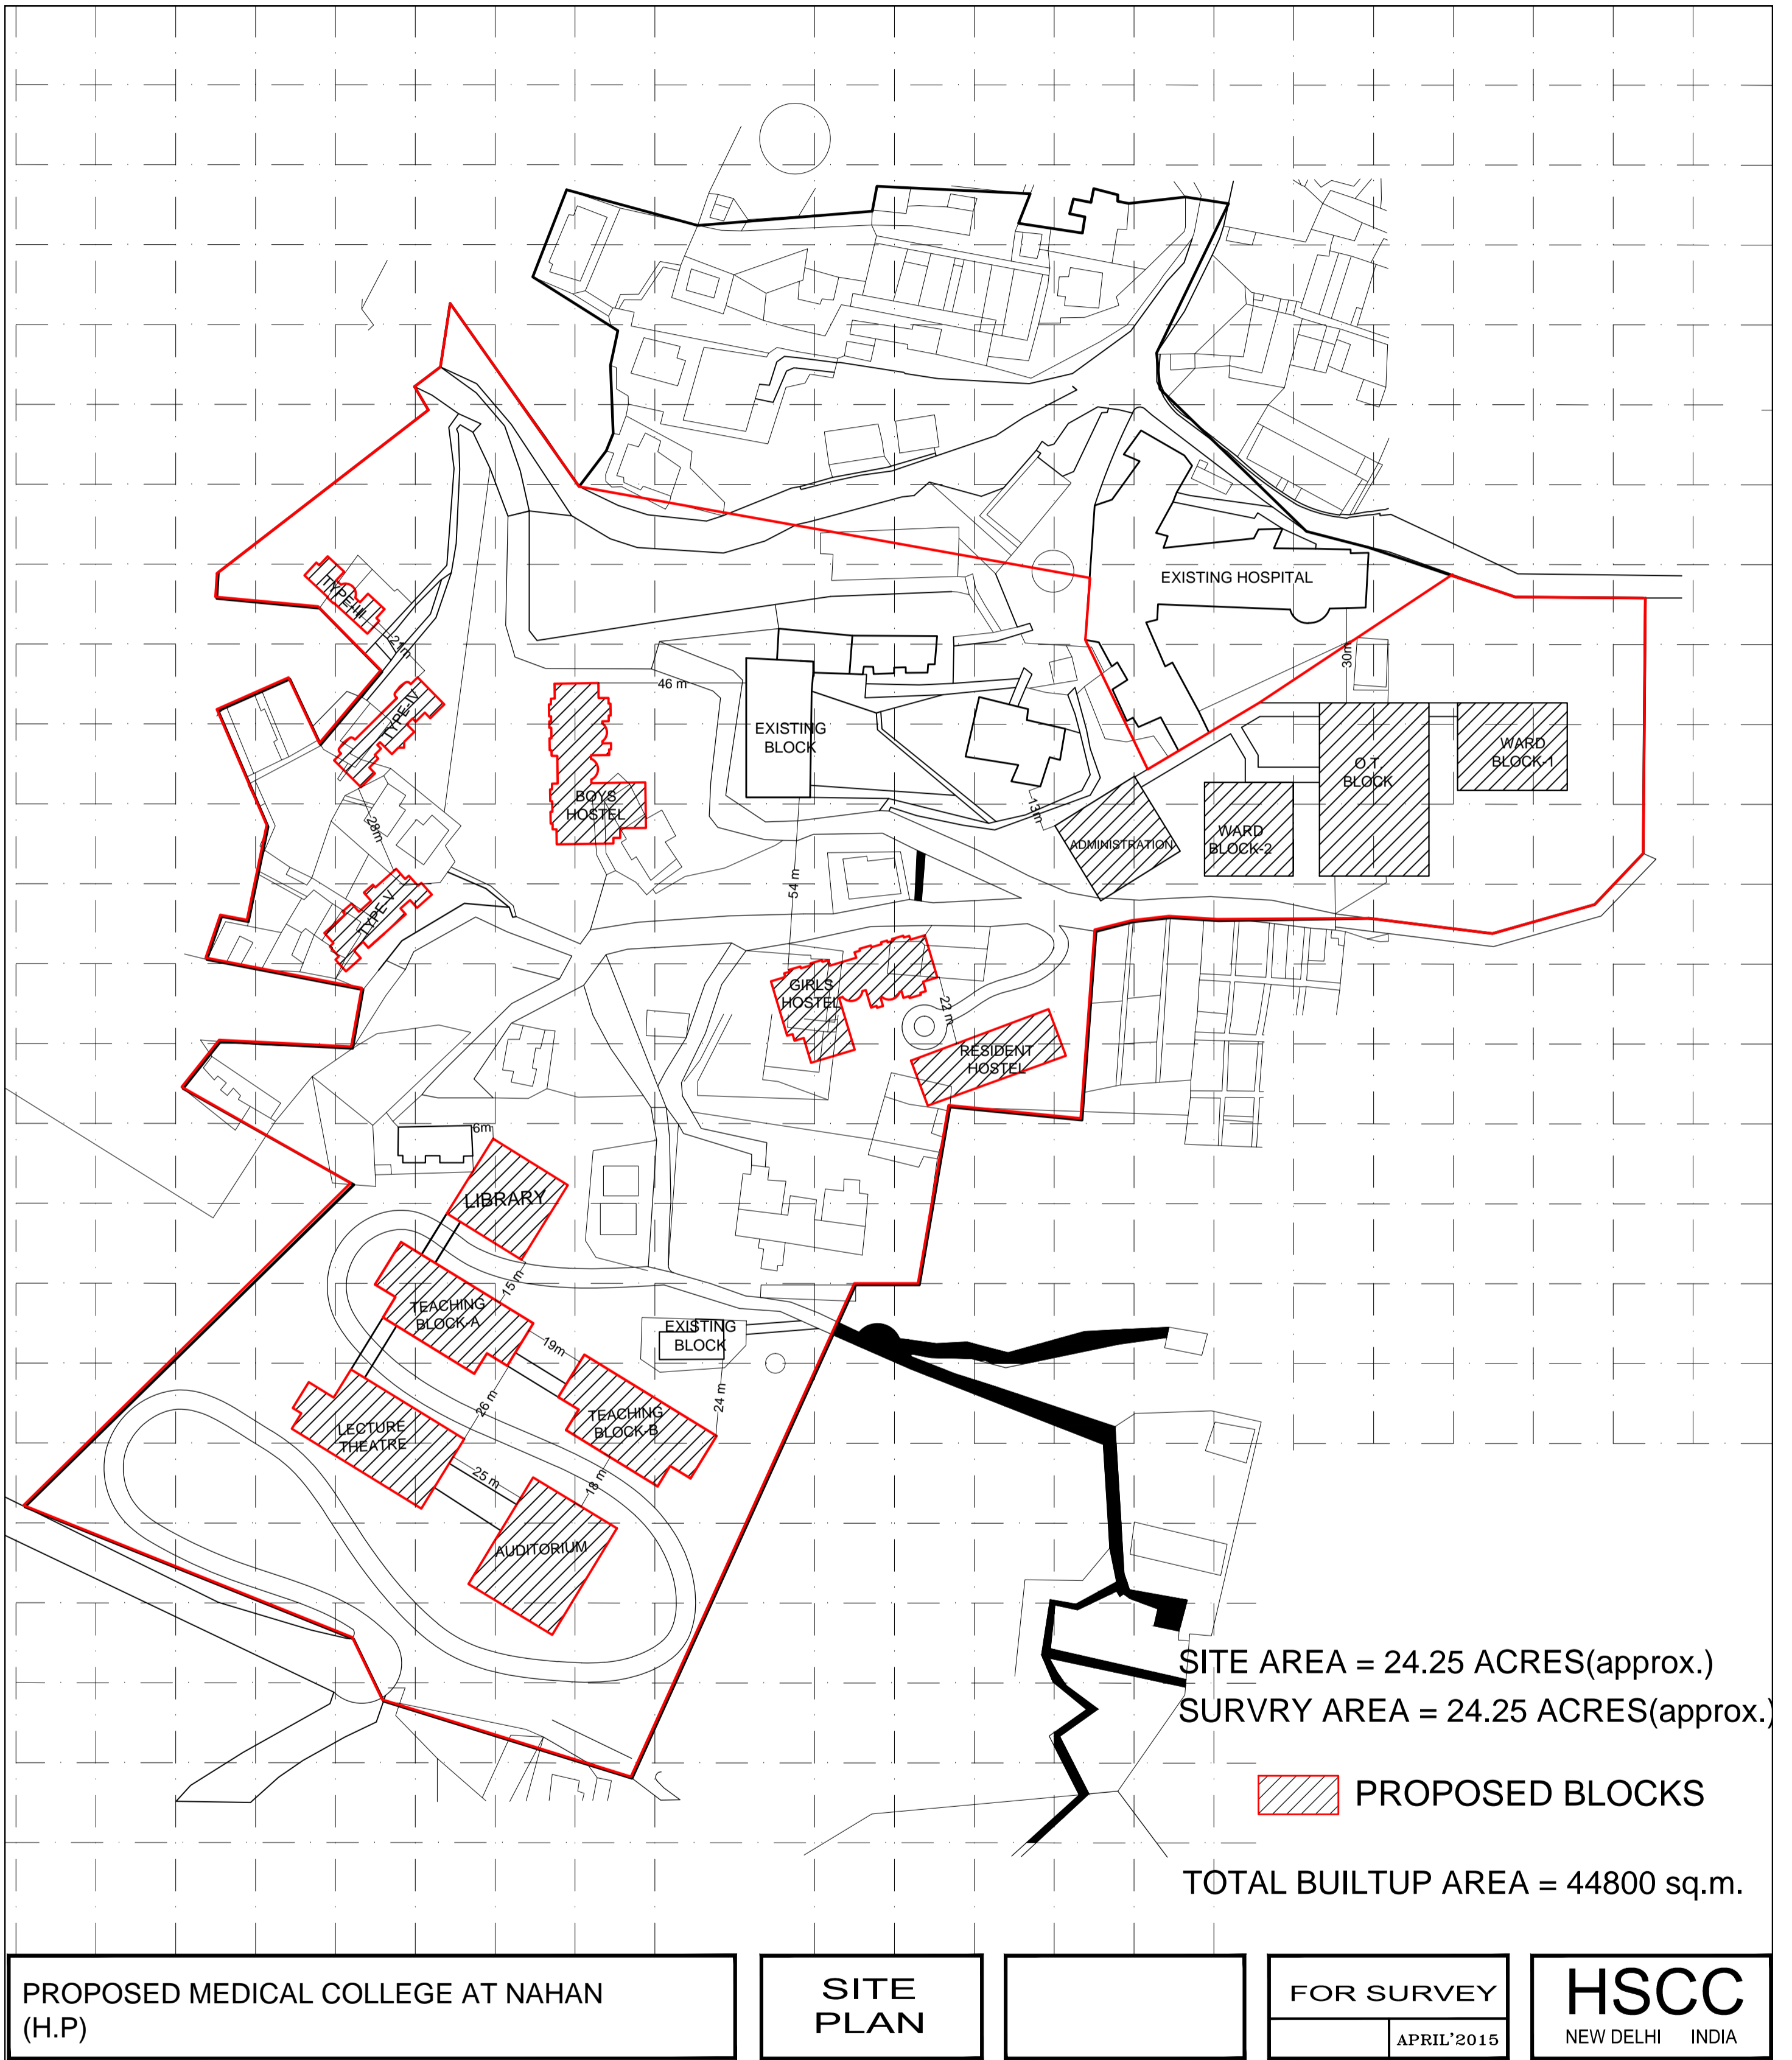 EXISTING HOSPITAL
TYPE-III
24m
30m
46 m
TYPE-IV
EXISTING
BLOCK
WARD
BLOCK-1
O.T.
BLOCK
BOYS
HOSTEL
13m
28m
ADMINISTRATION
WARD
BLOCK-2
54 m
TYPE-V
GIRLS
HOSTEL
22 m
RESIDENT
HOSTEL
6m
LIBRARY
15 m
TEACHING
BLOCK-A
EXISTING
BLOCK
19m
24 m
26 m
LECTURE
THEATRE
TEACHING
BLOCK-B
25 m
18 m
AUDITORIUM
SITE AREA = 24.25 ACRES(approx.)
SURVRY AREA = 24.25 ACRES(approx.)
PROPOSED BLOCKS
TOTAL BUILTUP AREA = 44800 sq.m.
PROPOSED MEDICAL COLLEGE AT NAHAN
(H.P)
SITE
PLAN
FOR SURVEY
APRIL'2015
HSCC
NEW DELHI INDIA